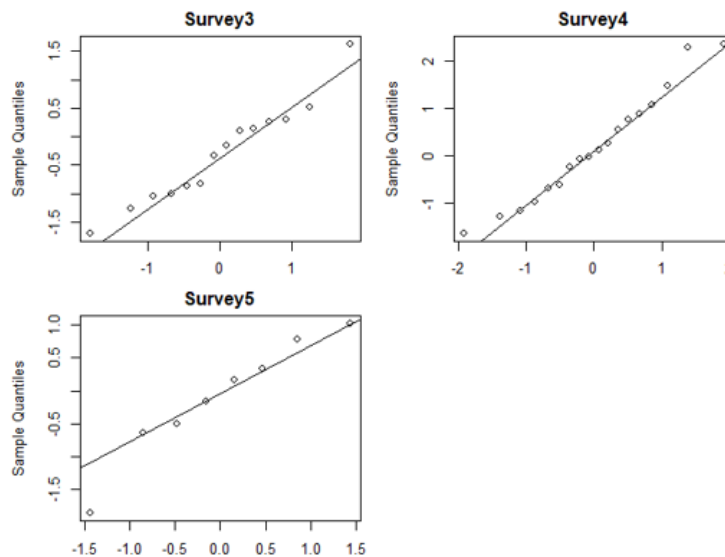 Survey3
Sample Quantiles
1.5
0.5
-0.5
-1.5
-1 0 1
Survey4
Sample Quantiles
2
1
0
-1
-2 -1 0 1 2
Survey5
Sample Quantiles
1.0
0.5
-0.5
-1.5
-1.5 -1.0 -0.5 0.0 0.5 1.0 1.5